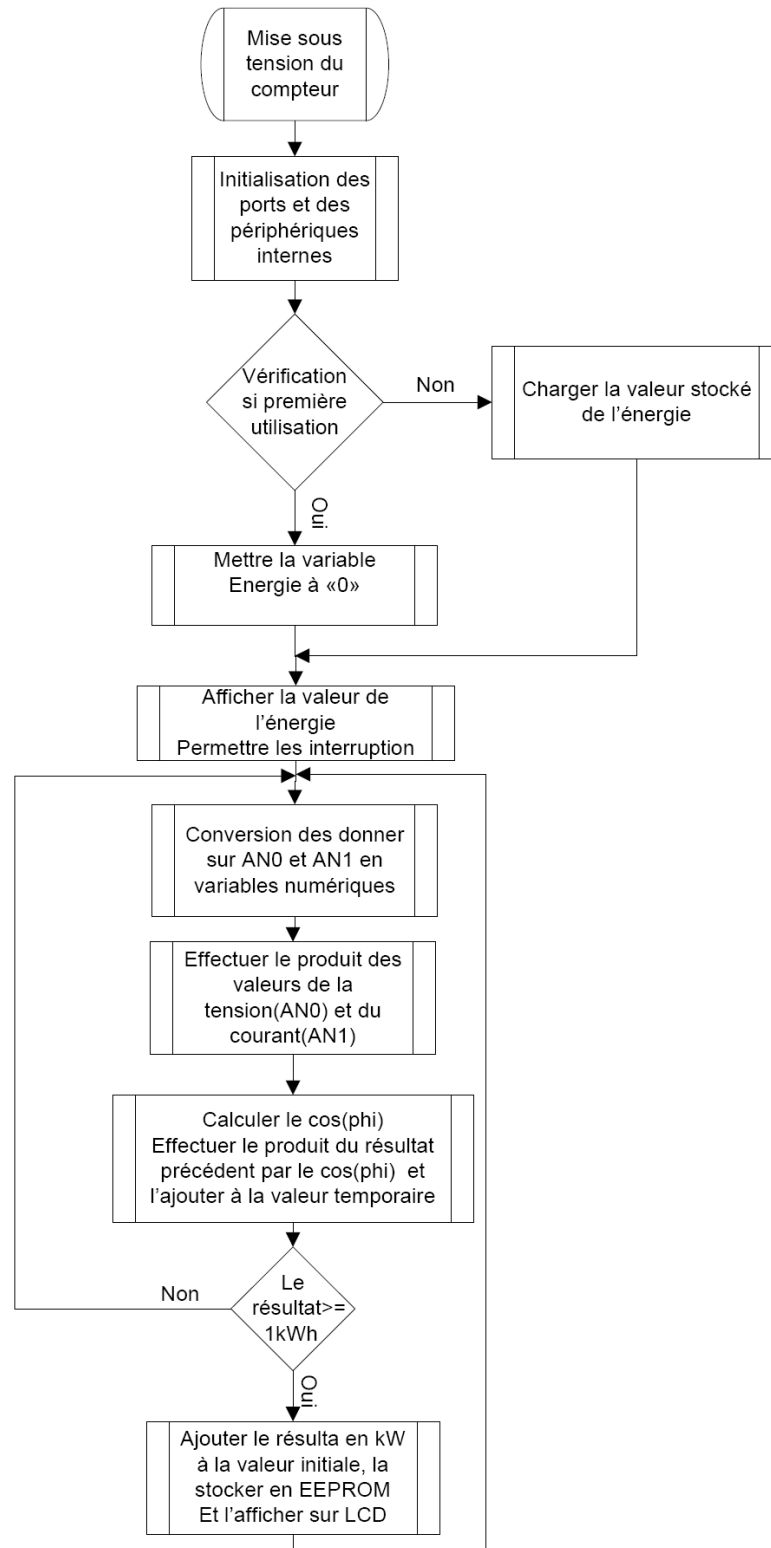 Mise sous
tension du
compteur
Initialisation des
ports et des
périphériques
internes
Vérification
si première
utilisation
Non
Charger la valeur stocké
de l'énergie
Oui
Mettre la variable
Energie à «0»
Afficher la valeur de
l'énergie
Permettre les interruption
Conversion des donner
sur AN0 et AN1 en
variables numériques
Effectuer le produit des
valeurs de la
tension(AN0) et du
courant(AN1)
Calculer le cos(phi)
Effectuer le produit du résultat
précédent par le cos(phi) et
l'ajouter à la valeur temporaire
Non
Le
résultat>=
1kWh
Oui
Ajouter le résulta en kW
à la valeur initiale, la
stocker en EEPROM
Et l'afficher sur LCD